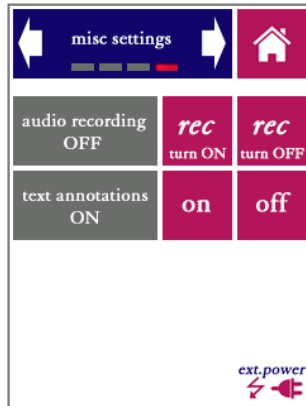 misc settings
audio recording
OFF
rec
turn ON
rec
turn OFF
text annotations
ON
on
off
ext.power